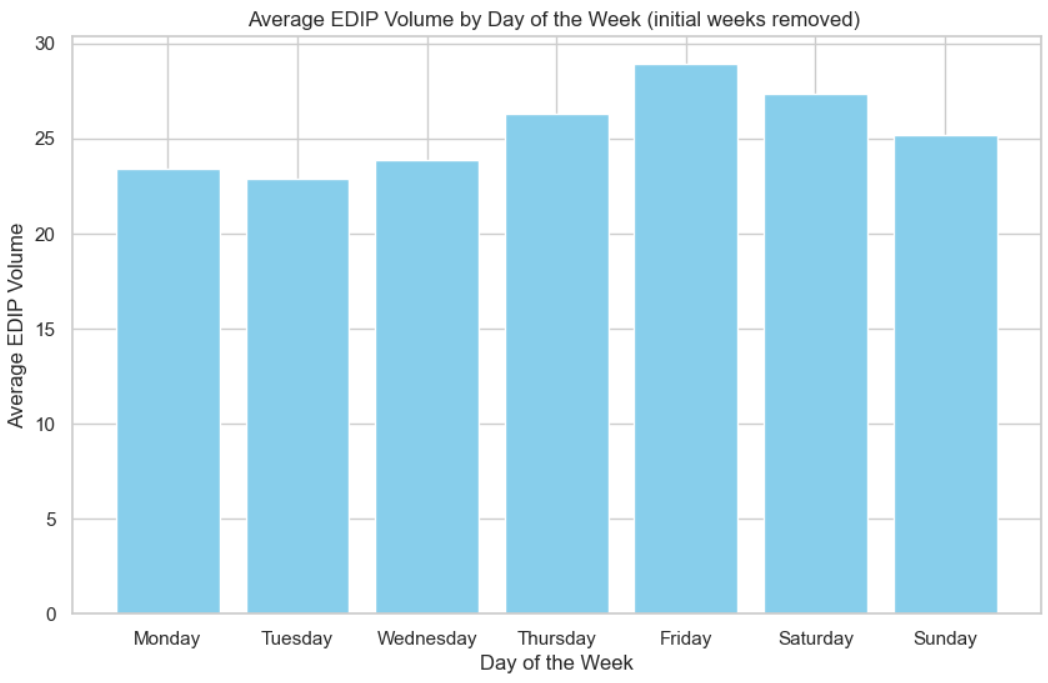 Average EDIP Volume by Day of the Week (initial weeks removed)
Average EDIP Volume
30
25
20
15
10
5
0
Monday Tuesday Wednesday Thursday Friday Saturday Sunday
Day of the Week